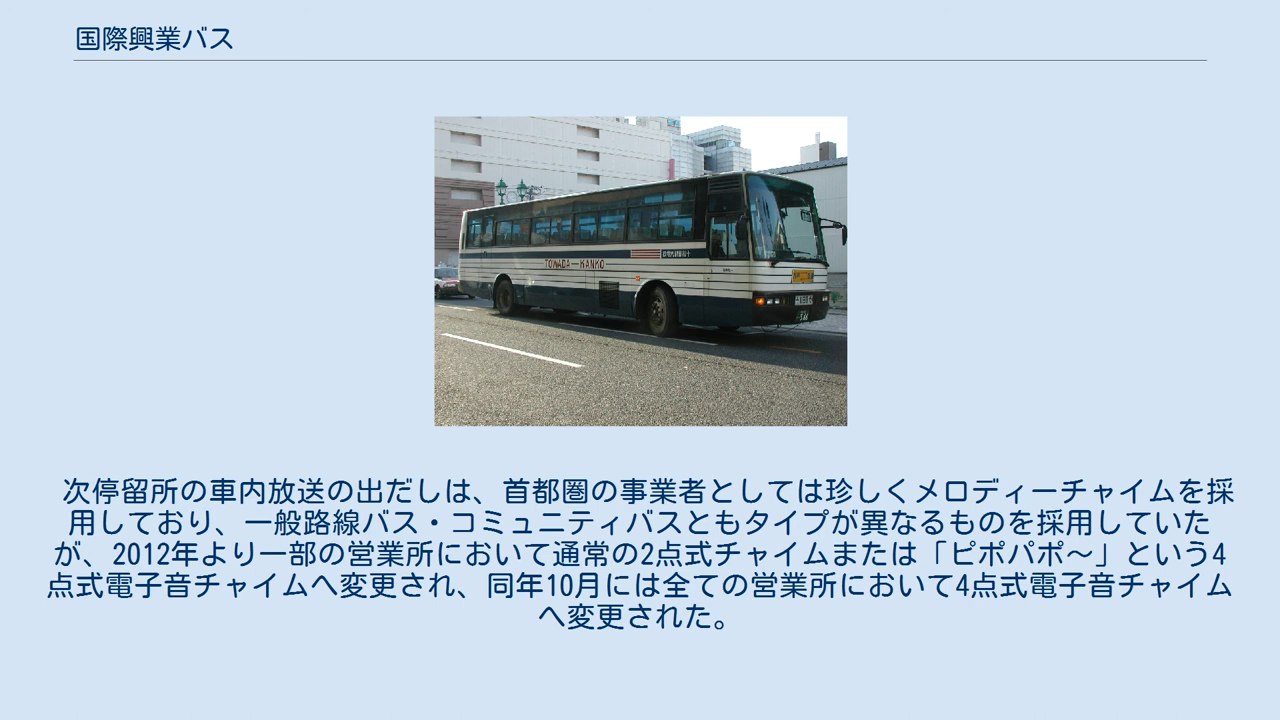 国際興業バス
TOWADA—KANKO
次停留所の車内放送の出だしは、首都圏の事業者としては珍しくメロディーチャイムを採
用しており、一般路線バス・コミュニティバスともタイプが異なるものを採用していた
が、2012年より一部の営業所において通常の2点式チャイムまたは「ピポパポ〜」という4
点式電子音チャイムへ変更され、同年10月には全ての営業所において4点式電子音チャイム
へ変更された。